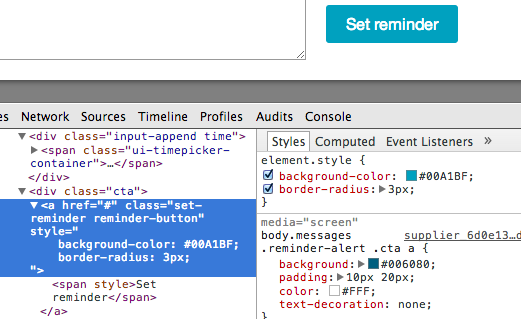 Set reminder
es Network Sources Timeline Profiles Audits Console
▼<div class="input-append time">
▶<span class="ui-timepicker-
container">…</span>
</div>
▼<div class="cta">
▼<a href="#" class="set-
reminder reminder-button"
style="
background-color: #00A1BF;
border-radius: 3px;
">
<span style>Set
reminder</span>
</a>
Styles Computed Event Listeners »
element.style {
background-color: #00A1BF;
border-radius:▶3px;
}
media="screen"
body.messages supplier_6d0e13…
.reminder-alert .cta a {
background:▶#006080;
padding:▶10px 20px;
color: #FFF;
text-decoration: none;
}